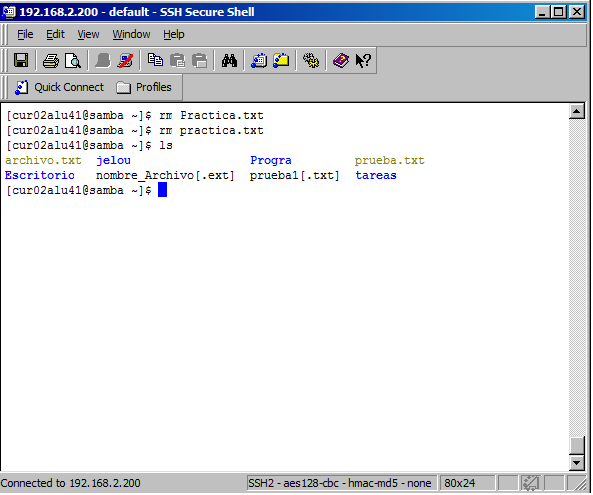 192.168.2.200 - default - SSH Secure Shell
File Edit View Window Help
Quick Connect Profiles
[cur02alu41@samba ~]$ rm Practica.txt
[cur02alu41@samba ~]$ rm practica.txt
[cur02alu41@samba ~]$ ls
archivo.txt jelou Progra prueba.txt
Escritorio nombre_Archivo[.ext] prueba1[.txt] tareas
[cur02alu41@samba ~]$
Connected to 192.168.2.200 SSH2 - aes128-cbc - hmac-md5 - none 80x24